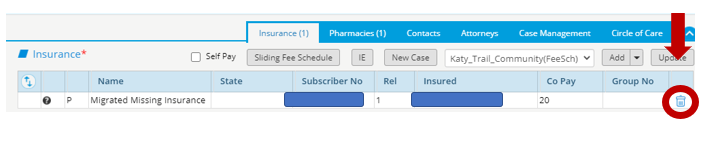 Insurance (1) Pharmacies (1) Contacts Attorneys Case Management Circle of Care
Insurance* Self Pay Sliding Fee Schedule IE New Case Katy_Trail_Community(FeeSch) Add Update
Name State Subscriber No Rel Insured Co Pay Group No
? P Migrated Missing Insurance 1 20